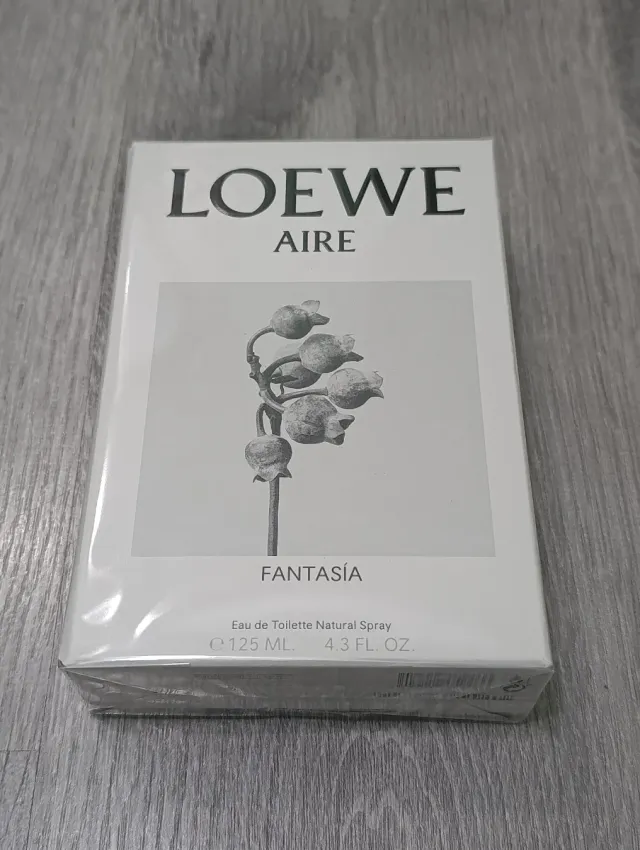 LOEWE
AIRE
FANTASÍA
Eau de Toilette Natural Spray
℮125 ML. 4.3 FL. OZ.